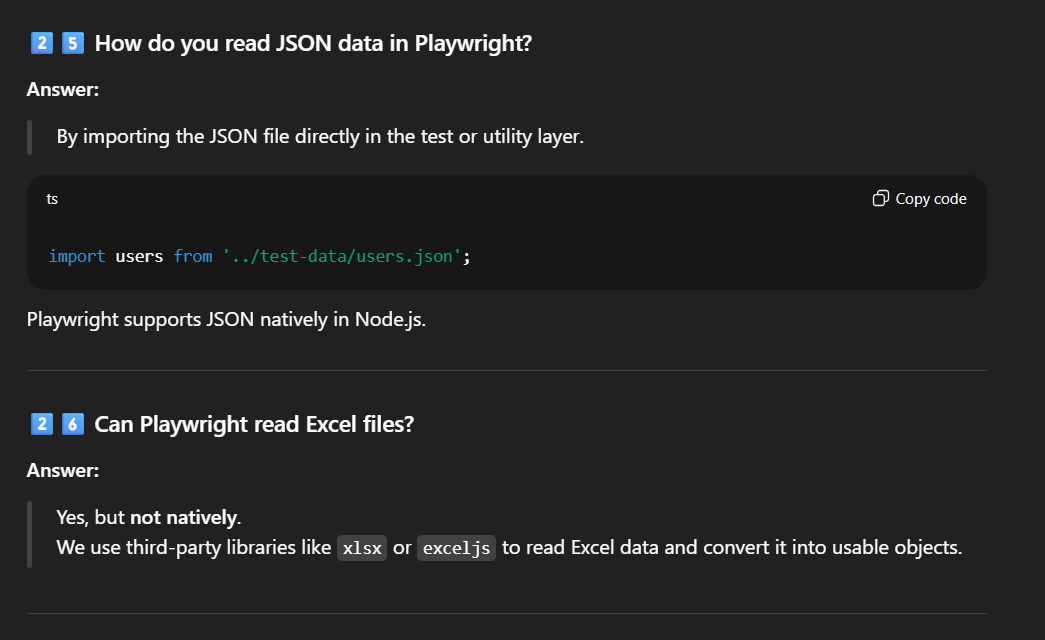 2️⃣ 5️⃣ How do you read JSON data in Playwright?
Answer:
By importing the JSON file directly in the test or utility layer.
ts
Copy code
import users from '../test-data/users.json';
Playwright supports JSON natively in Node.js.
2️⃣ 6️⃣ Can Playwright read Excel files?
Answer:
Yes, but not natively.
We use third-party libraries like xlsx or exceljs to read Excel data and convert it into usable objects.